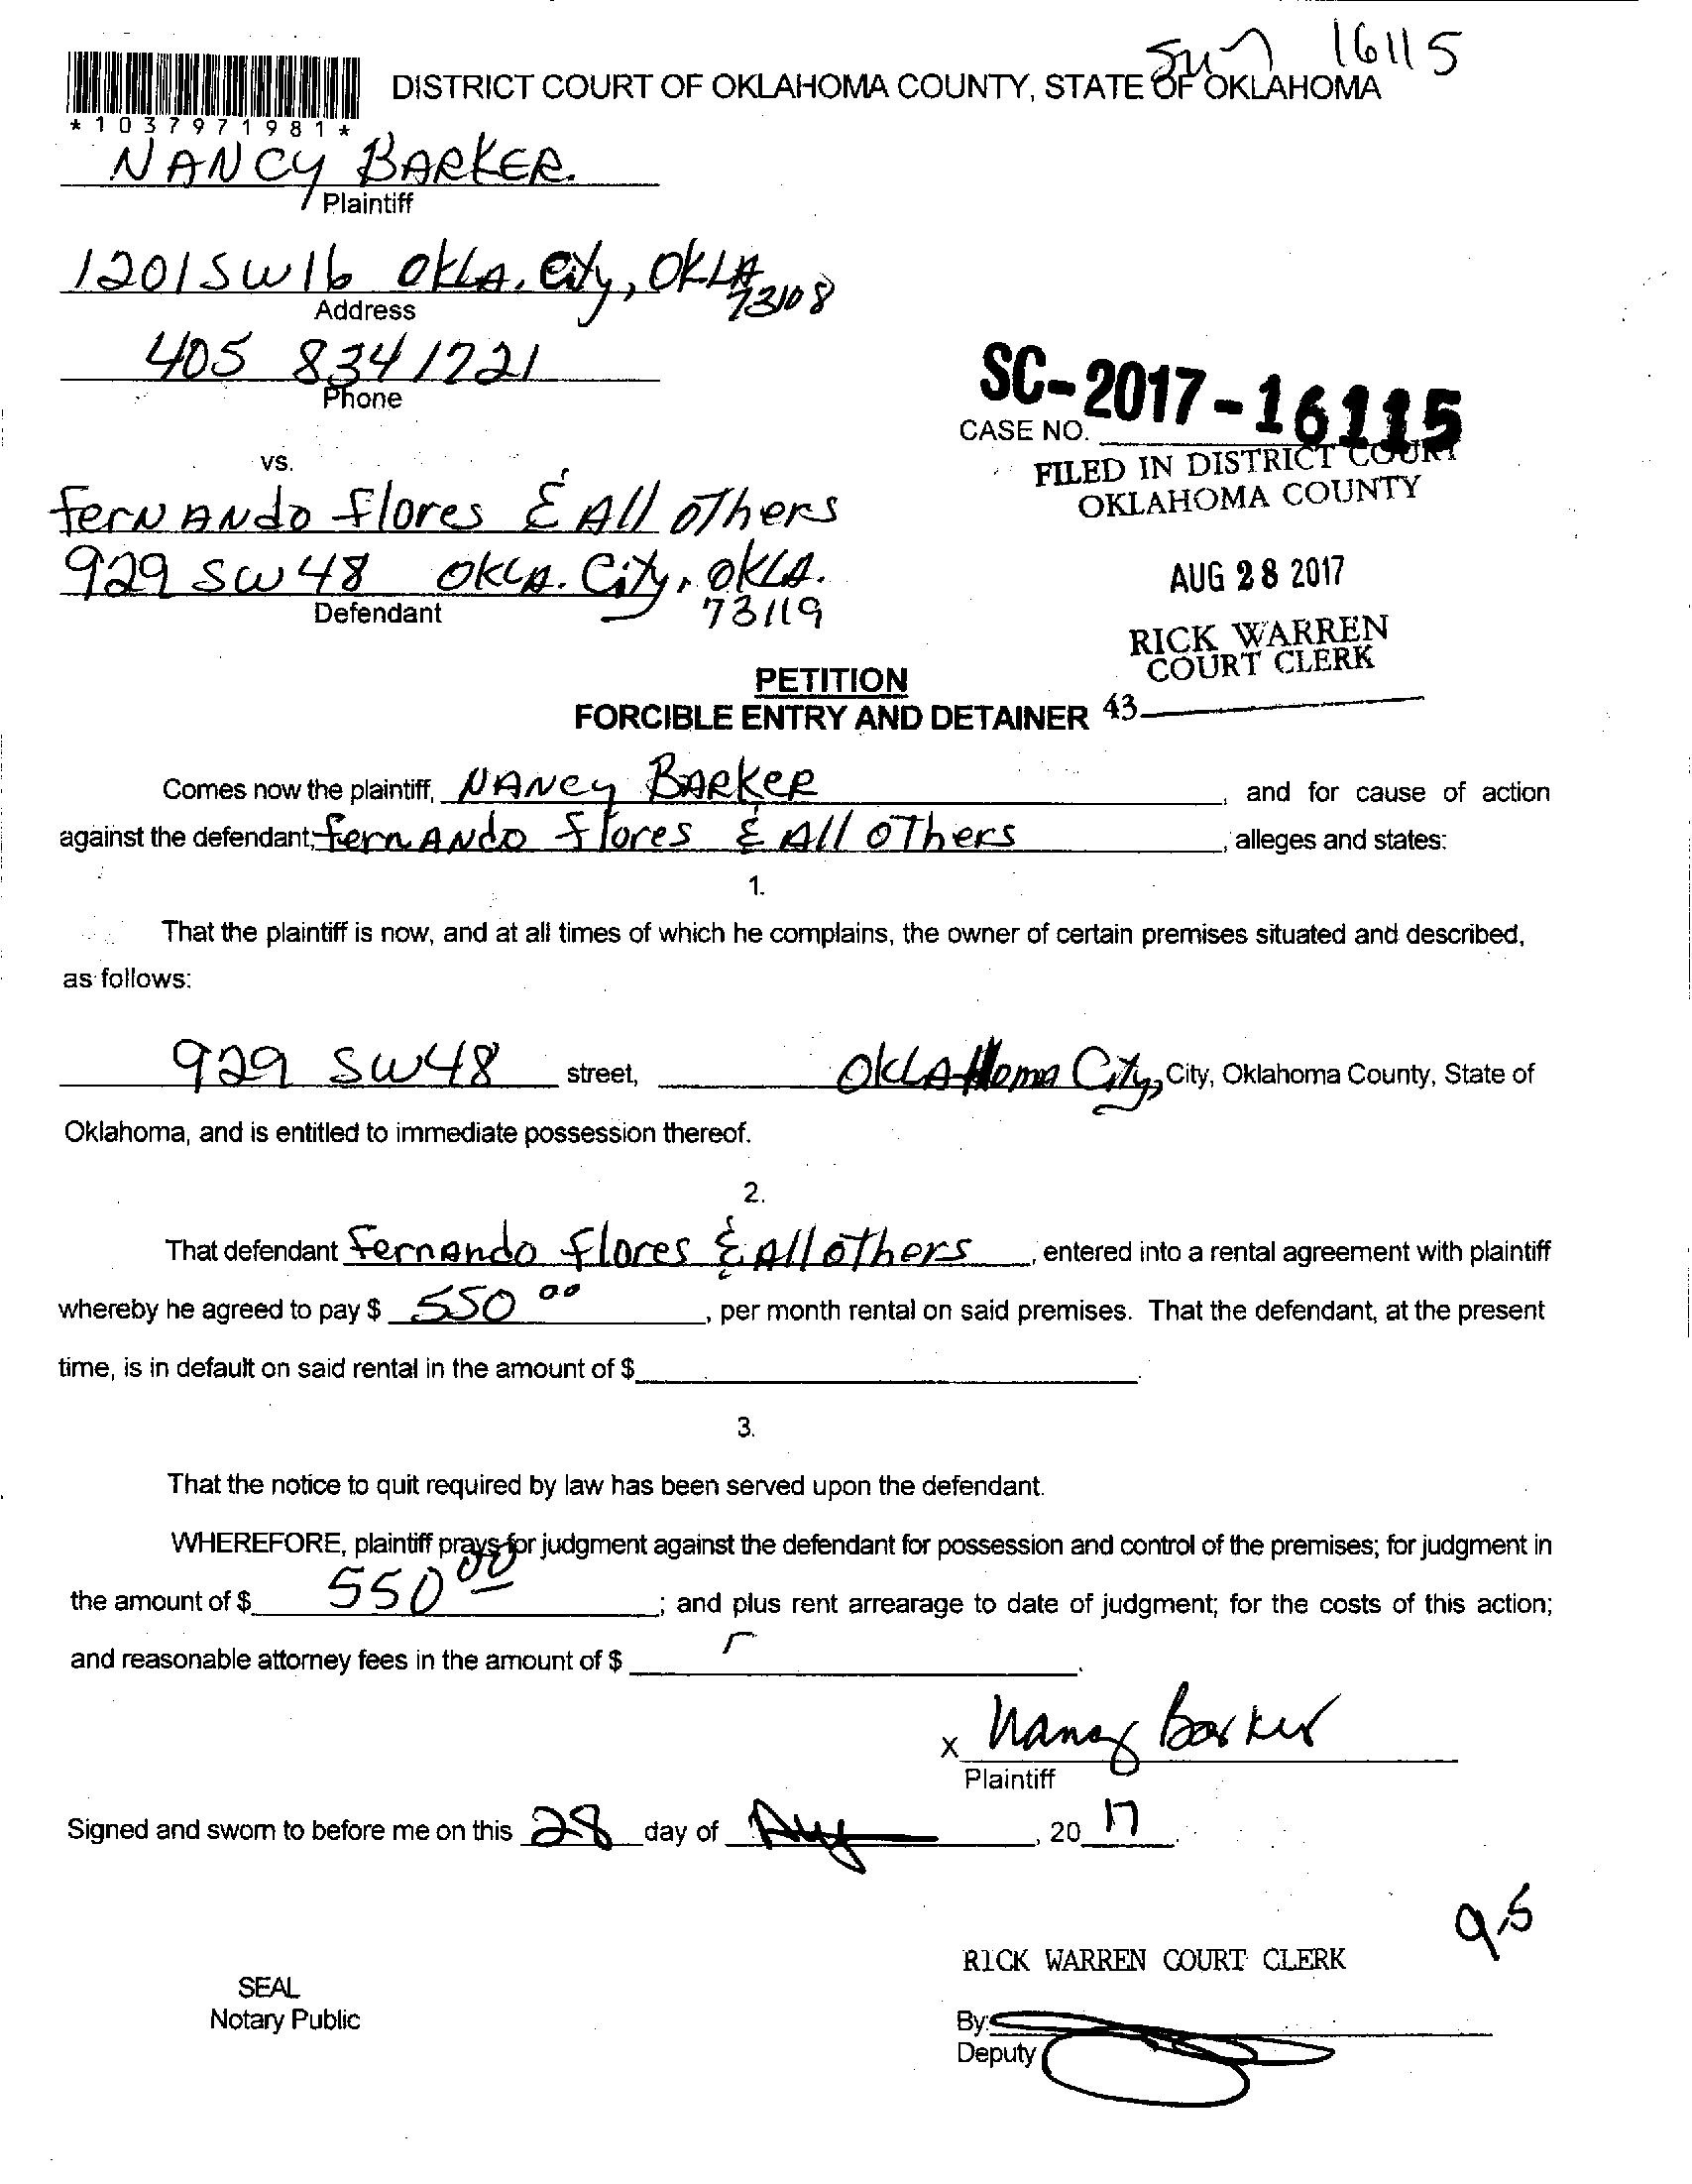 16115
DISTRICT COURT OF OKLAHOMA COUNTY, STATE OF OKLAHOMA
*1037971981*
NANCY BARKER.
Plaintiff
1201 SW 16 OKLA. City, OKLA
73108
Address
405 834 1721
Phone
SC-2017-16115
CASE NO.
vs.
FILED IN DISTRICT COURT
OKLAHOMA COUNTY
FerNANdo Flores & All oThers
929 SW 48 OKLA. City, OKLA.
73119
Defendant
AUG 28 2017
RICK WARREN
COURT CLERK
PETITION
FORCIBLE ENTRY AND DETAINER 43
Comes now the plaintiff, NANcy BARKeR, and for cause of action
against the defendant, FernANdo Flores & All oThers, alleges and states:
1.
That the plaintiff is now, and at all times of which he complains, the owner of certain premises situated and described,
as follows:
929 SW 48 street, OKLAHoma City, City, Oklahoma County, State of
Oklahoma, and is entitled to immediate possession thereof.
2.
That defendant Fernando Flores & All oThers, entered into a rental agreement with plaintiff
whereby he agreed to pay $ 550 00, per month rental on said premises. That the defendant, at the present
time, is in default on said rental in the amount of $
3.
That the notice to quit required by law has been served upon the defendant.
WHEREFORE, plaintiff prays for judgment against the defendant for possession and control of the premises; for judgment in
the amount of $ 550 00; and plus rent arrearage to date of judgment; for the costs of this action;
and reasonable attorney fees in the amount of $ .
x Nancy Barker
Plaintiff
Signed and sworn to before me on this 28 day of Aug, 20 17
9.5
RICK WARREN COURT CLERK
SEAL
Notary Public
By:
Deputy